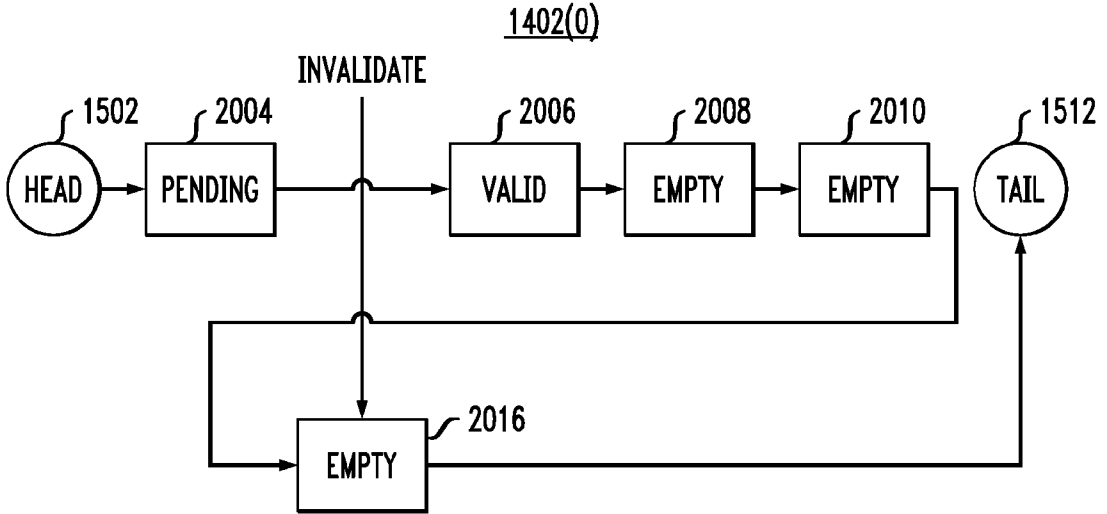 1402(0)
INVALIDATE
1502 2004 2006 2008 2010 1512
HEAD PENDING VALID EMPTY EMPTY TAIL
2016
EMPTY